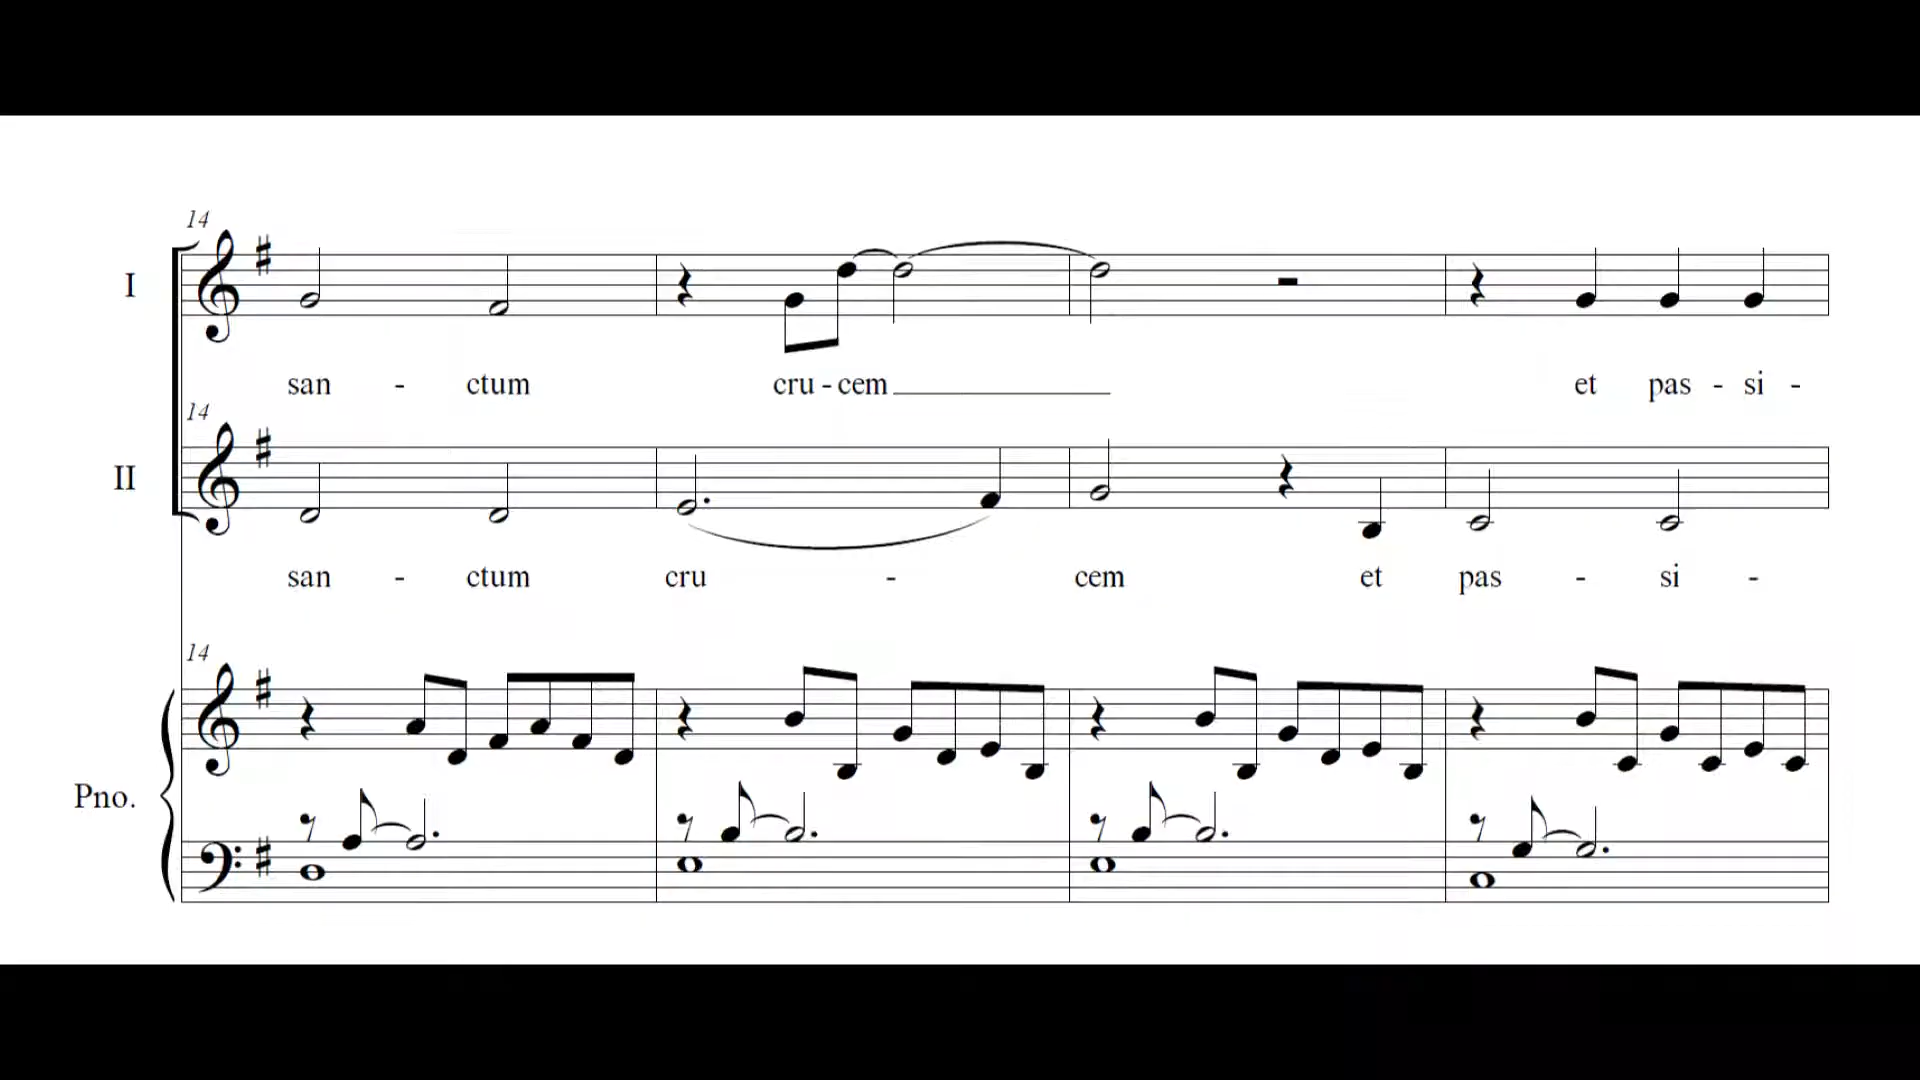 14
I
san - ctum cru - cem et pas - si -
14
II
san - ctum cru - cem et pas - si -
14
Pno.